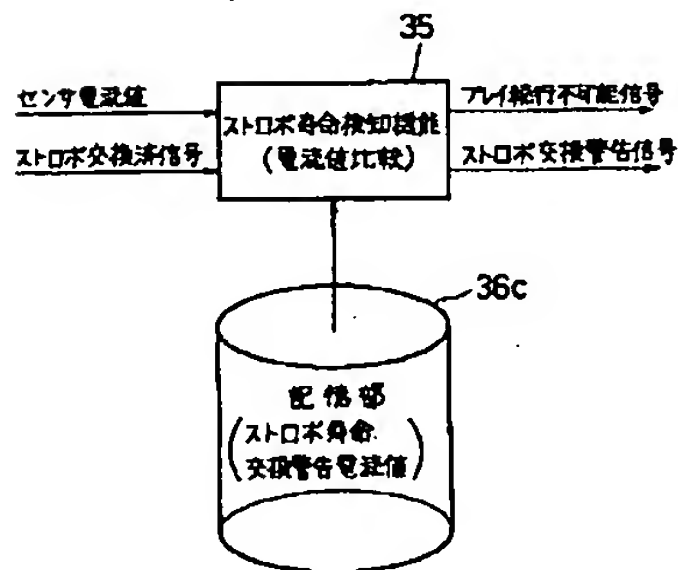 35
センサ電流値
プレイ続行不可能信号
ストロボ寿命検知機能
(電流値比較)
ストロボ交換済信号
ストロボ交換警告信号
36c
記憶部
ストロボ寿命、
交換警告電流値